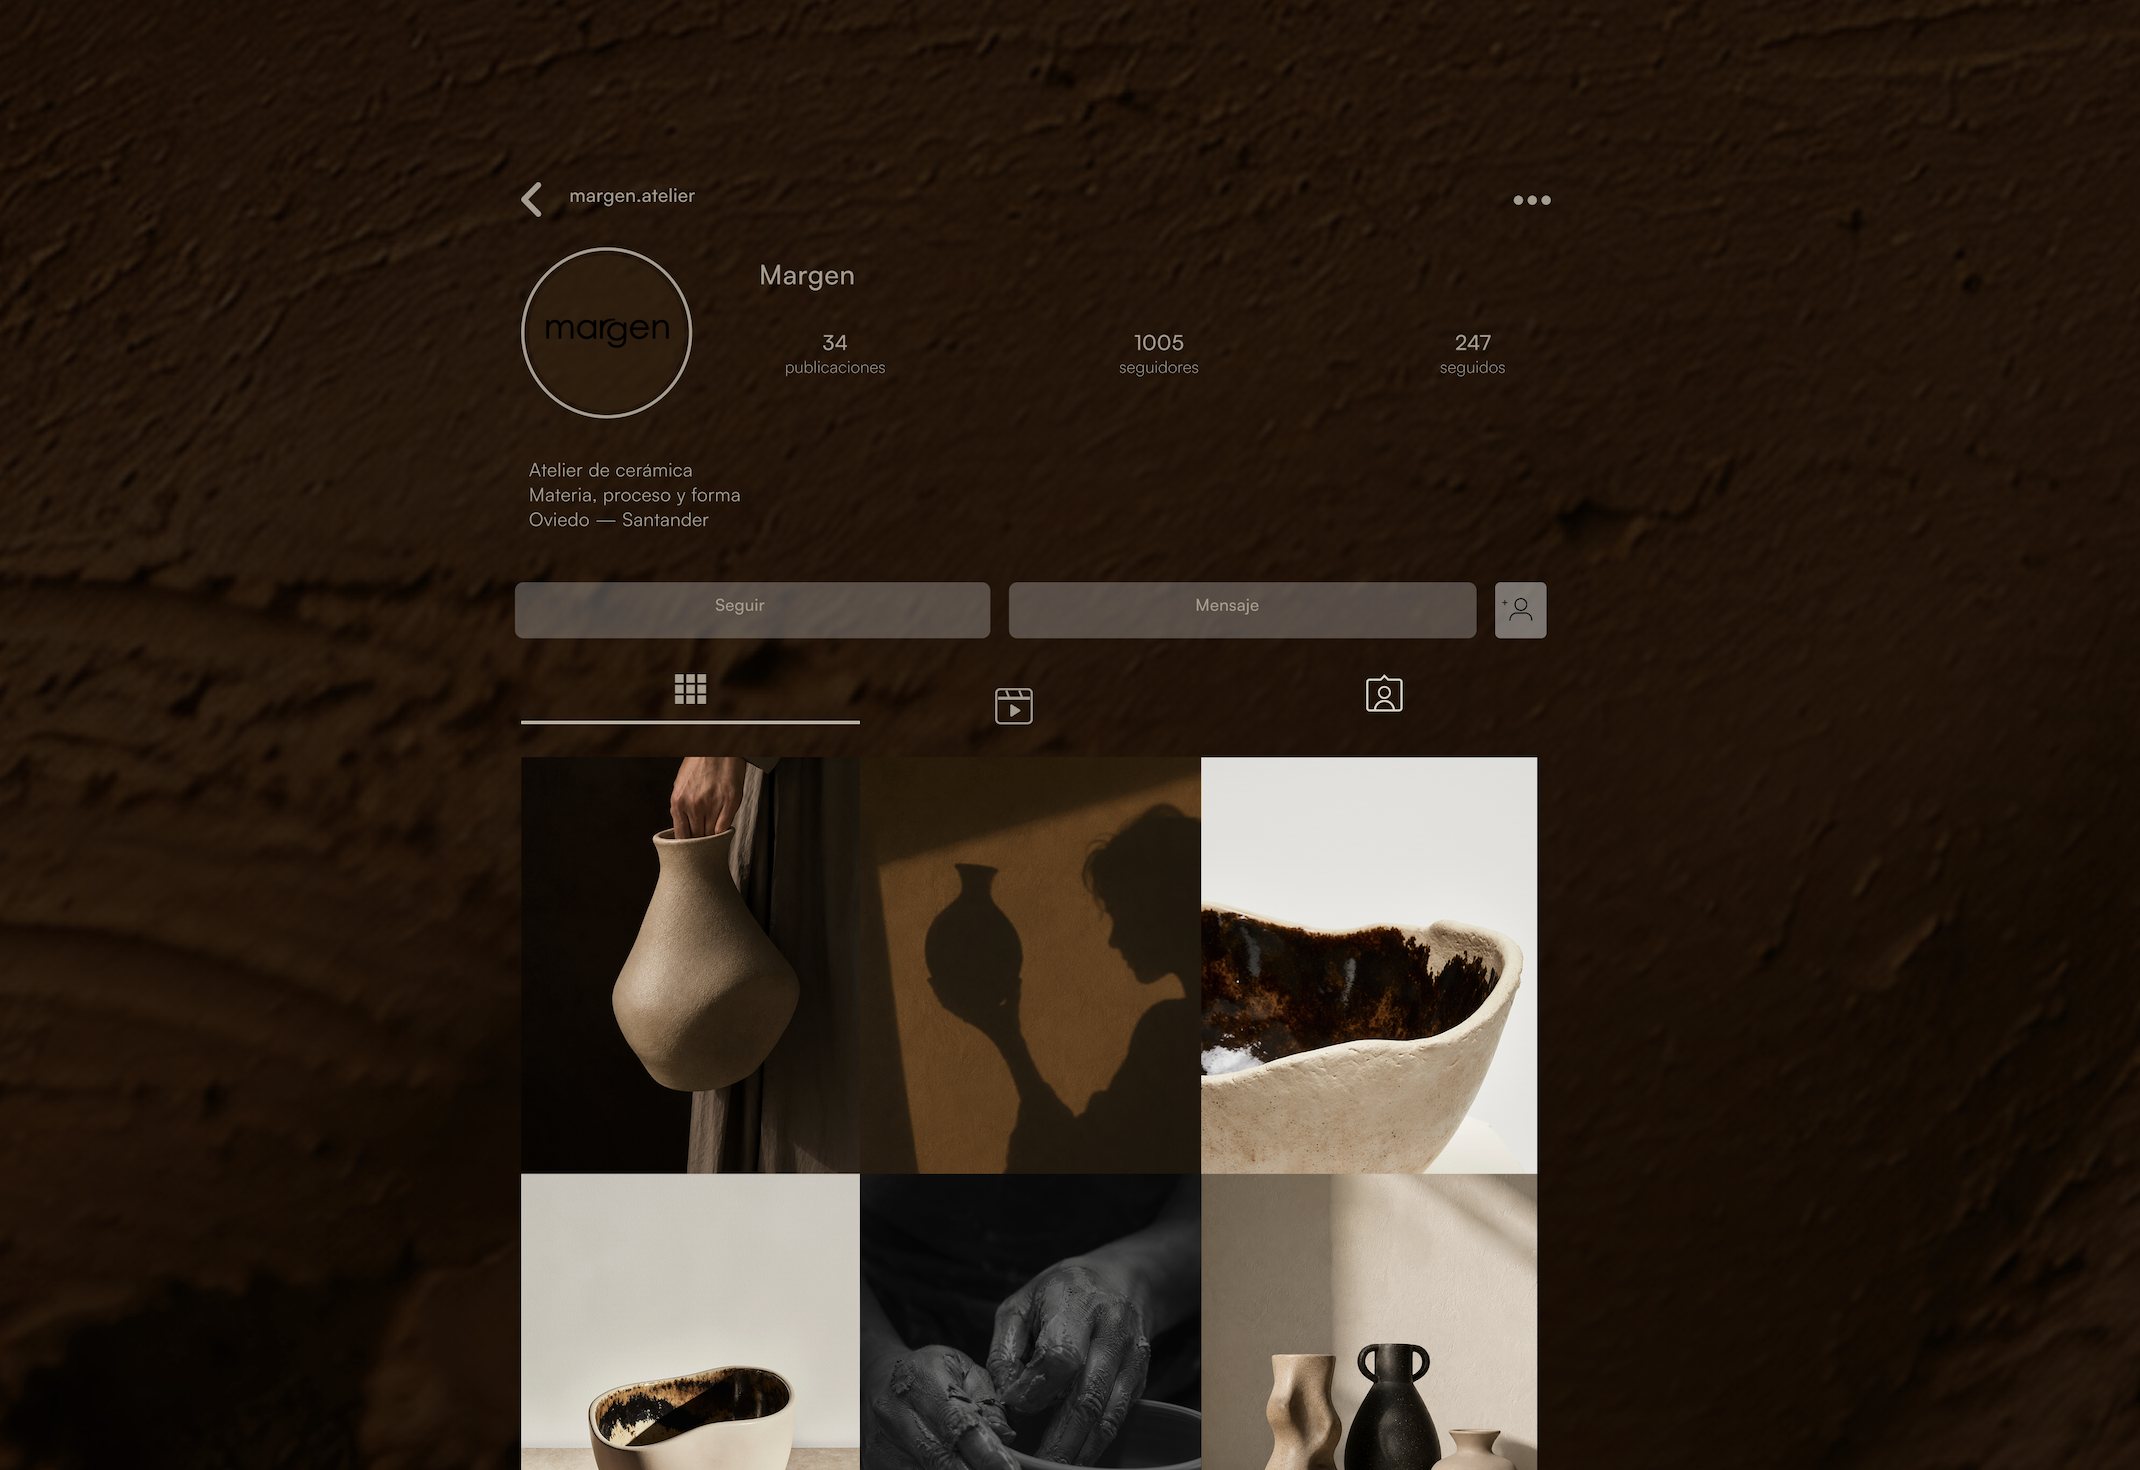 margen.atelier
Margen
margen
34
publicaciones
1005
seguidores
247
seguidos
Atelier de cerámica
Materia, proceso y forma
Oviedo — Santander
Seguir
Mensaje